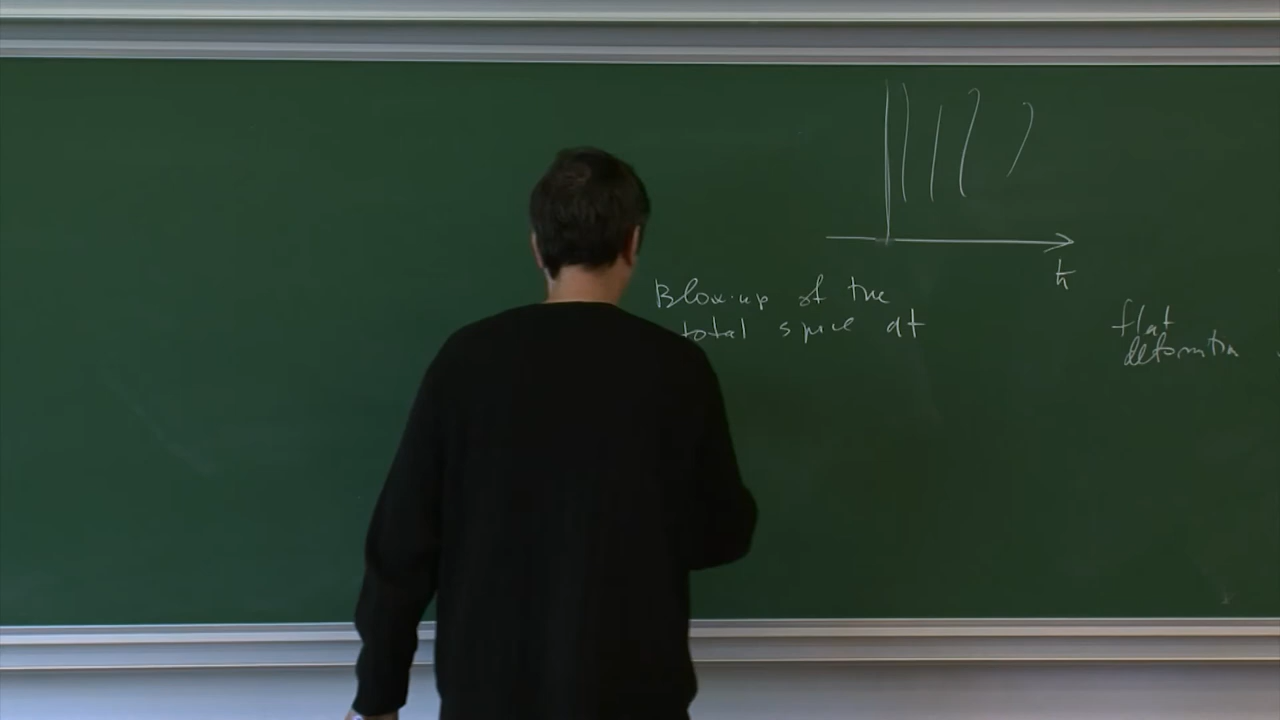 ħ
Blow-up of the
total space at
flat
deformation